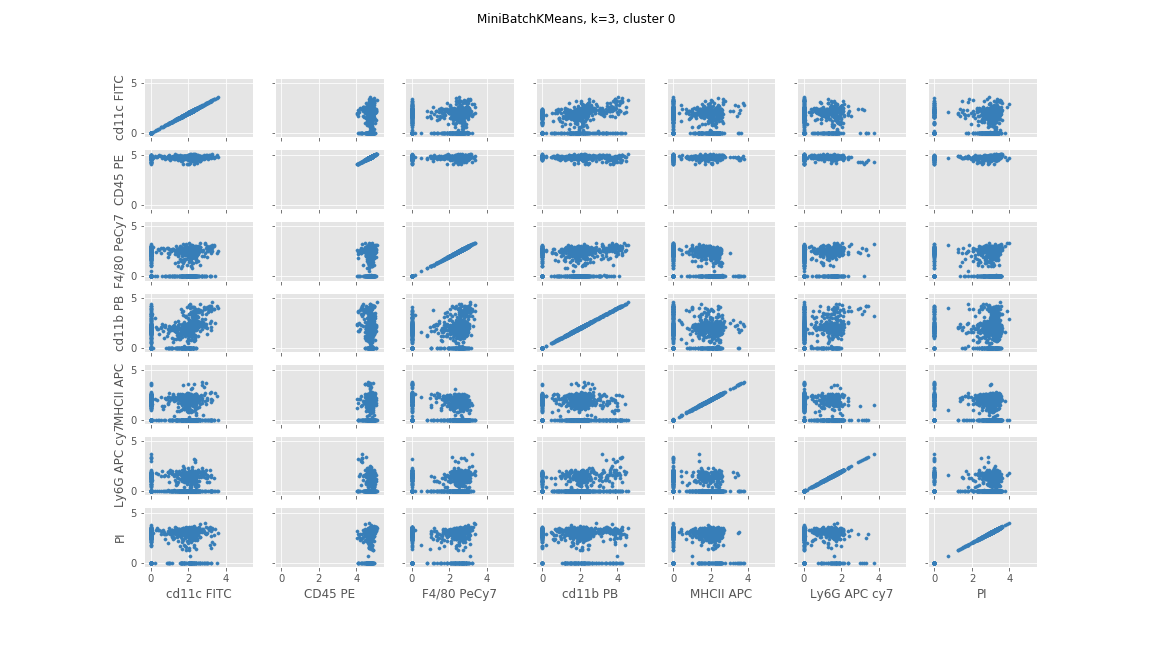 MiniBatchKMeans, k=3, cluster 0
cd11c FITC
5
0
CD45 PE
5
0
F4/80 PeCy7
5
0
cd11b PB
5
0
MHCII APC
5
0
Ly6G APC cy7
5
0
PI
5
0
0 2 4 0 2 4 0 2 4 0 2 4 0 2 4 0 2 4 0 2 4
cd11c FITC CD45 PE F4/80 PeCy7 cd11b PB MHCII APC Ly6G APC cy7 PI